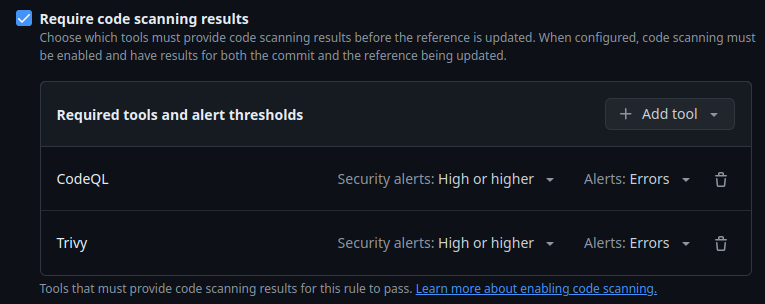 Require code scanning results
Choose which tools must provide code scanning results before the reference is updated. When configured, code scanning must
be enabled and have results for both the commit and the reference being updated.
Required tools and alert thresholds
Add tool
CodeQL Security alerts: High or higher Alerts: Errors
Trivy Security alerts: High or higher Alerts: Errors
Tools that must provide code scanning results for this rule to pass. Learn more about enabling code scanning.